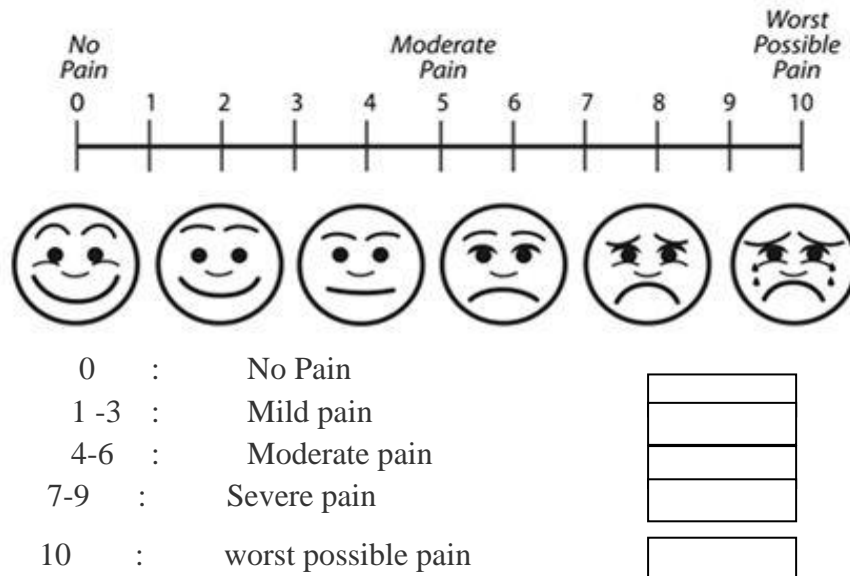 No Pain Moderate Pain Worst Possible Pain
0 1 2 3 4 5 6 7 8 9 10
0 : No Pain
1 -3 : Mild pain
4-6 : Moderate pain
7-9 : Severe pain
10 : worst possible pain